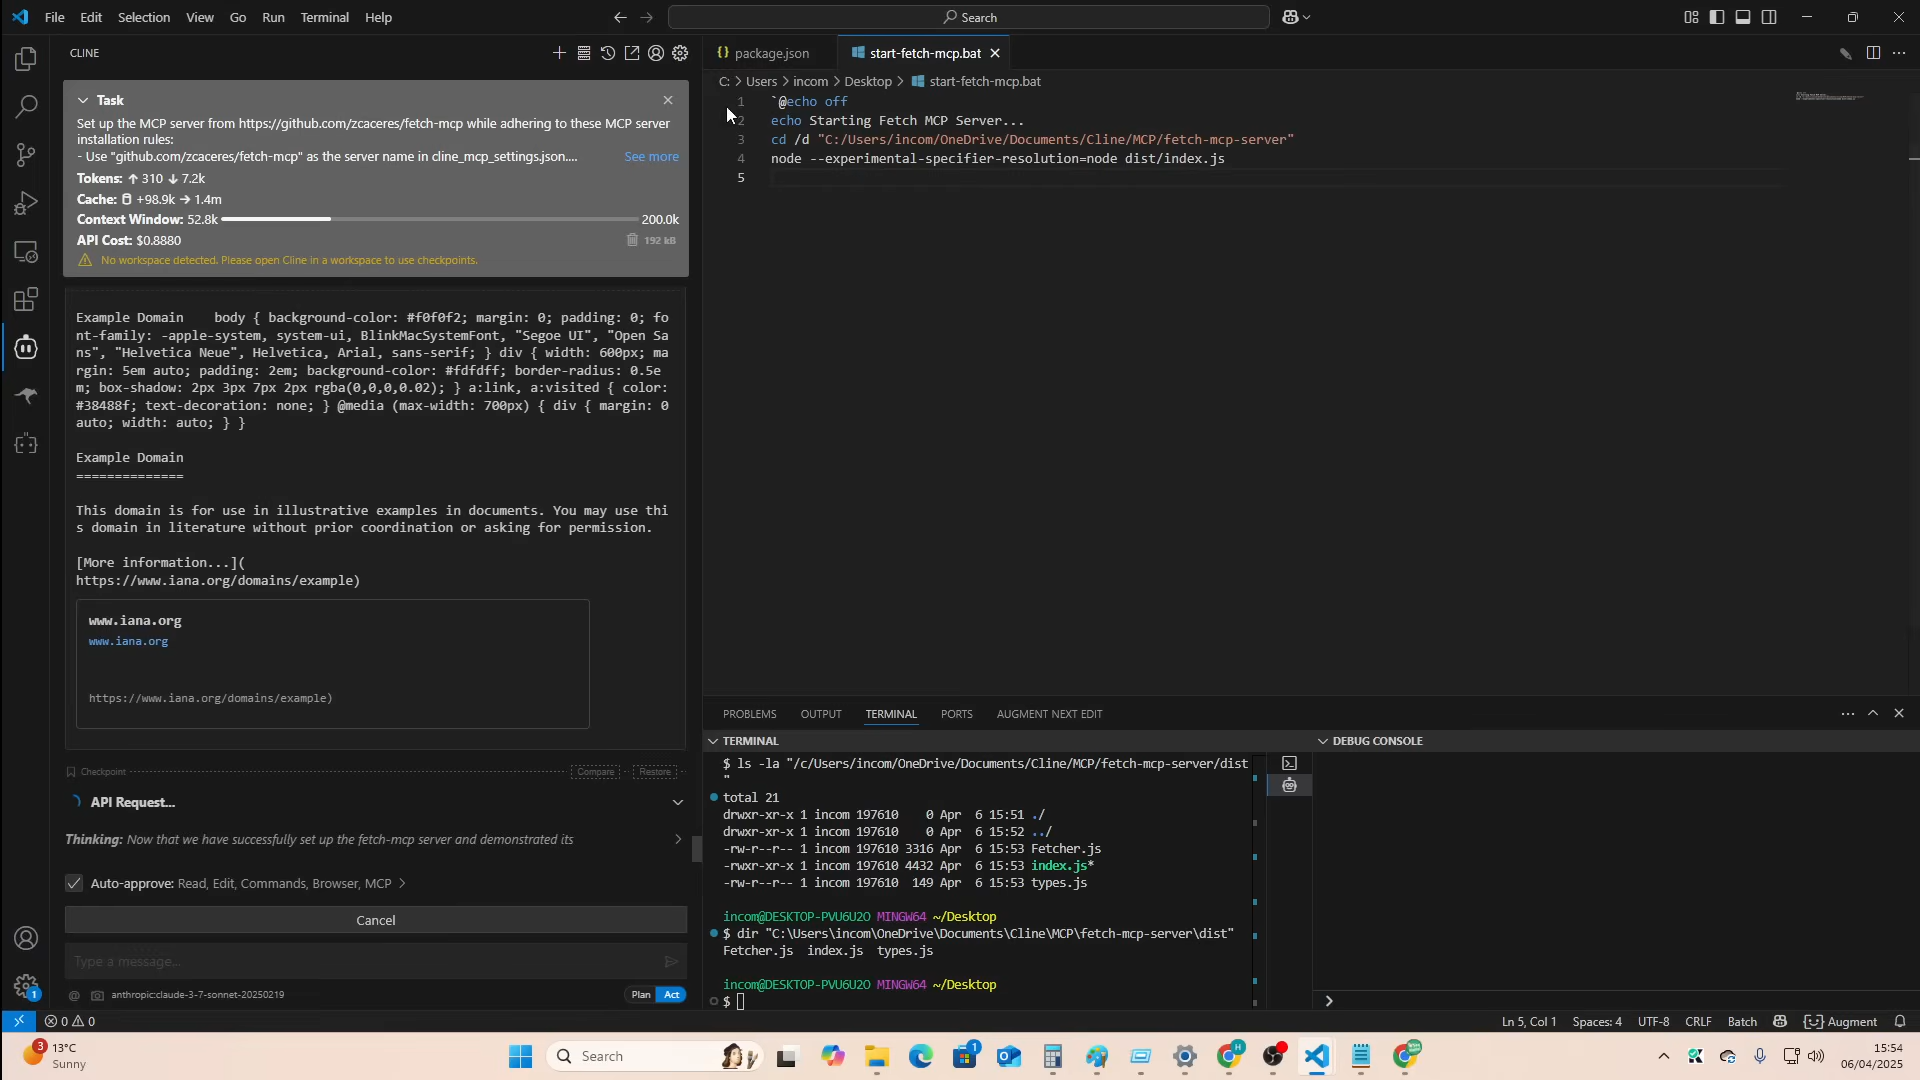 File Edit Selection View Go Run Terminal Help
Search
CLINE
Task
Set up the MCP server from https://github.com/zcaceres/fetch-mcp while adhering to these MCP server
installation rules:
- Use "github.com/zcaceres/fetch-mcp" as the server name in cline_mcp_settings.json....
See more
Tokens: ↑ 310 ↓ 7.2k
Cache: +98.9k → 1.4m
Context Window: 52.8k 200.0k
API Cost: $0.8880
192 kB
No workspace detected. Please open Cline in a workspace to use checkpoints.
Example Domain    body { background-color: #f0f0f2; margin: 0; padding: 0; fo
nt-family: -apple-system, system-ui, BlinkMacSystemFont, "Segoe UI", "Open Sa
ns", "Helvetica Neue", Helvetica, Arial, sans-serif; } div { width: 600px; ma
rgin: 5em auto; padding: 2em; background-color: #fdfdff; border-radius: 0.5e
m; box-shadow: 2px 3px 7px 2px rgba(0,0,0,0.02); } a:link, a:visited { color:
#38488f; text-decoration: none; } @media (max-width: 700px) { div { margin: 0
auto; width: auto; } }
Example Domain
==============
This domain is for use in illustrative examples in documents. You may use thi
s domain in literature without prior coordination or asking for permission.
[More information...](
https://www.iana.org/domains/example)
www.iana.org
www.iana.org
https://www.iana.org/domains/example)
Checkpoint
Compare
Restore
API Request...
Thinking: Now that we have successfully set up the fetch-mcp server and demonstrated its
Auto-approve: Read, Edit, Commands, Browser, MCP
Cancel
Type a message...
@ anthropic:claude-3-7-sonnet-20250219
Plan Act
package.json
start-fetch-mcp.bat
C: > Users > incom > Desktop > start-fetch-mcp.bat
1 `@echo off
2 echo Starting Fetch MCP Server...
3 cd /d "C:/Users/incom/OneDrive/Documents/Cline/MCP/fetch-mcp-server"
4 node --experimental-specifier-resolution=node dist/index.js
5
PROBLEMS OUTPUT TERMINAL PORTS AUGMENT NEXT EDIT
TERMINAL
$ ls -la "/c/Users/incom/OneDrive/Documents/Cline/MCP/fetch-mcp-server/dist
"
total 21
drwxr-xr-x 1 incom 197610    0 Apr  6 15:51 ./
drwxr-xr-x 1 incom 197610    0 Apr  6 15:52 ../
-rw-r--r-- 1 incom 197610 3316 Apr  6 15:53 Fetcher.js
-rwxr-xr-x 1 incom 197610 4432 Apr  6 15:53 index.js*
-rw-r--r-- 1 incom 197610  149 Apr  6 15:53 types.js
incom@DESKTOP-PVU6U2O MINGW64 ~/Desktop
$ dir "C:\Users\incom\OneDrive\Documents\Cline\MCP\fetch-mcp-server\dist"
Fetcher.js  index.js  types.js
incom@DESKTOP-PVU6U2O MINGW64 ~/Desktop
$
DEBUG CONSOLE
1
0 0
Ln 5, Col 1 Spaces: 4 UTF-8 CRLF Batch Augment
3
13°C
Sunny
Search
1
15:54
06/04/2025